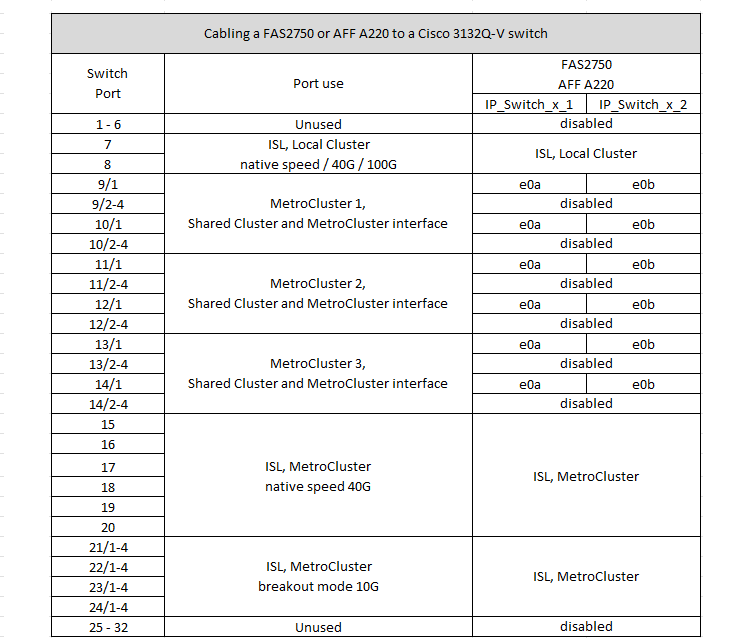 Cabling a FAS2750 or AFF A220 to a Cisco 3132Q-V switch
Switch
Port
Port use
FAS2750
AFF A220
IP_Switch_x_1 IP_Switch_x_2
1 - 6 Unused disabled
7 ISL, Local Cluster
8 native speed / 40G / 100G
ISL, Local Cluster
9/1 e0a e0b
9/2-4 MetroCluster 1, disabled
10/1 Shared Cluster and MetroCluster interface e0a e0b
10/2-4 disabled
11/1 e0a e0b
11/2-4 MetroCluster 2, disabled
12/1 Shared Cluster and MetroCluster interface e0a e0b
12/2-4 disabled
13/1 e0a e0b
13/2-4 MetroCluster 3, disabled
14/1 Shared Cluster and MetroCluster interface e0a e0b
14/2-4 disabled
15
16
17 ISL, MetroCluster
18 native speed 40G
ISL, MetroCluster
19
20
21/1-4
22/1-4 ISL, MetroCluster
23/1-4 breakout mode 10G
ISL, MetroCluster
24/1-4
25 - 32 Unused disabled